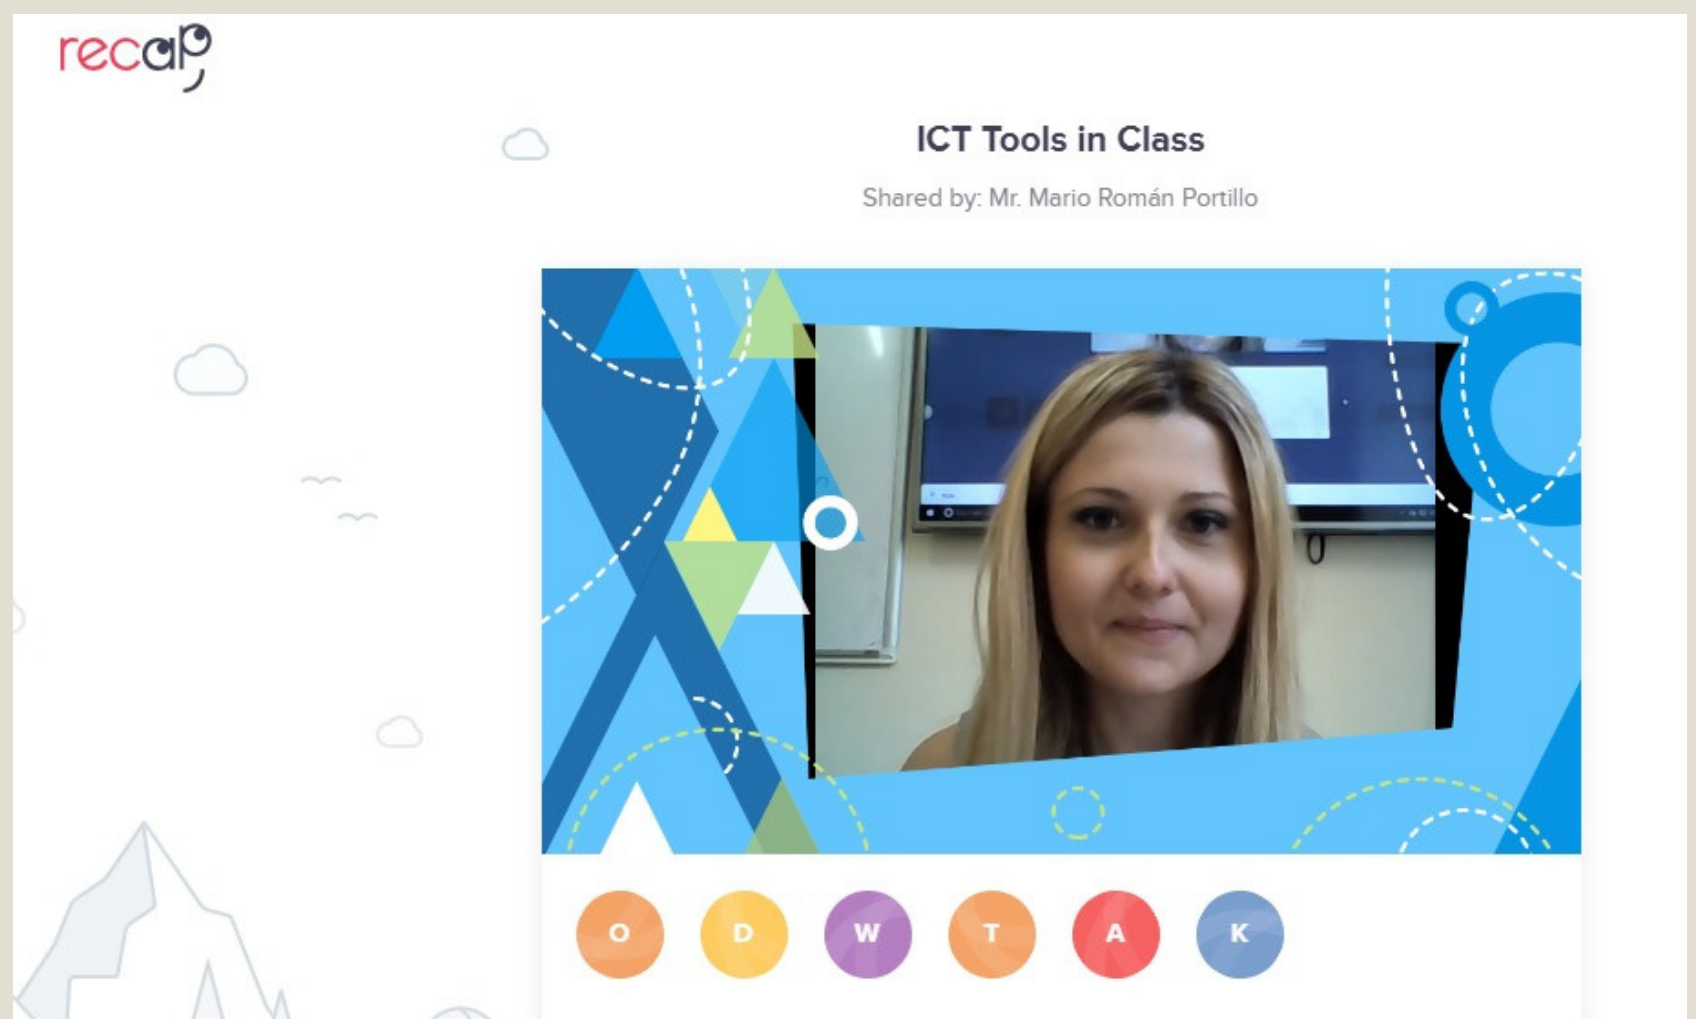 recap
ICT Tools in Class
Shared by: Mr. Mario Román Portillo
O D W T A K